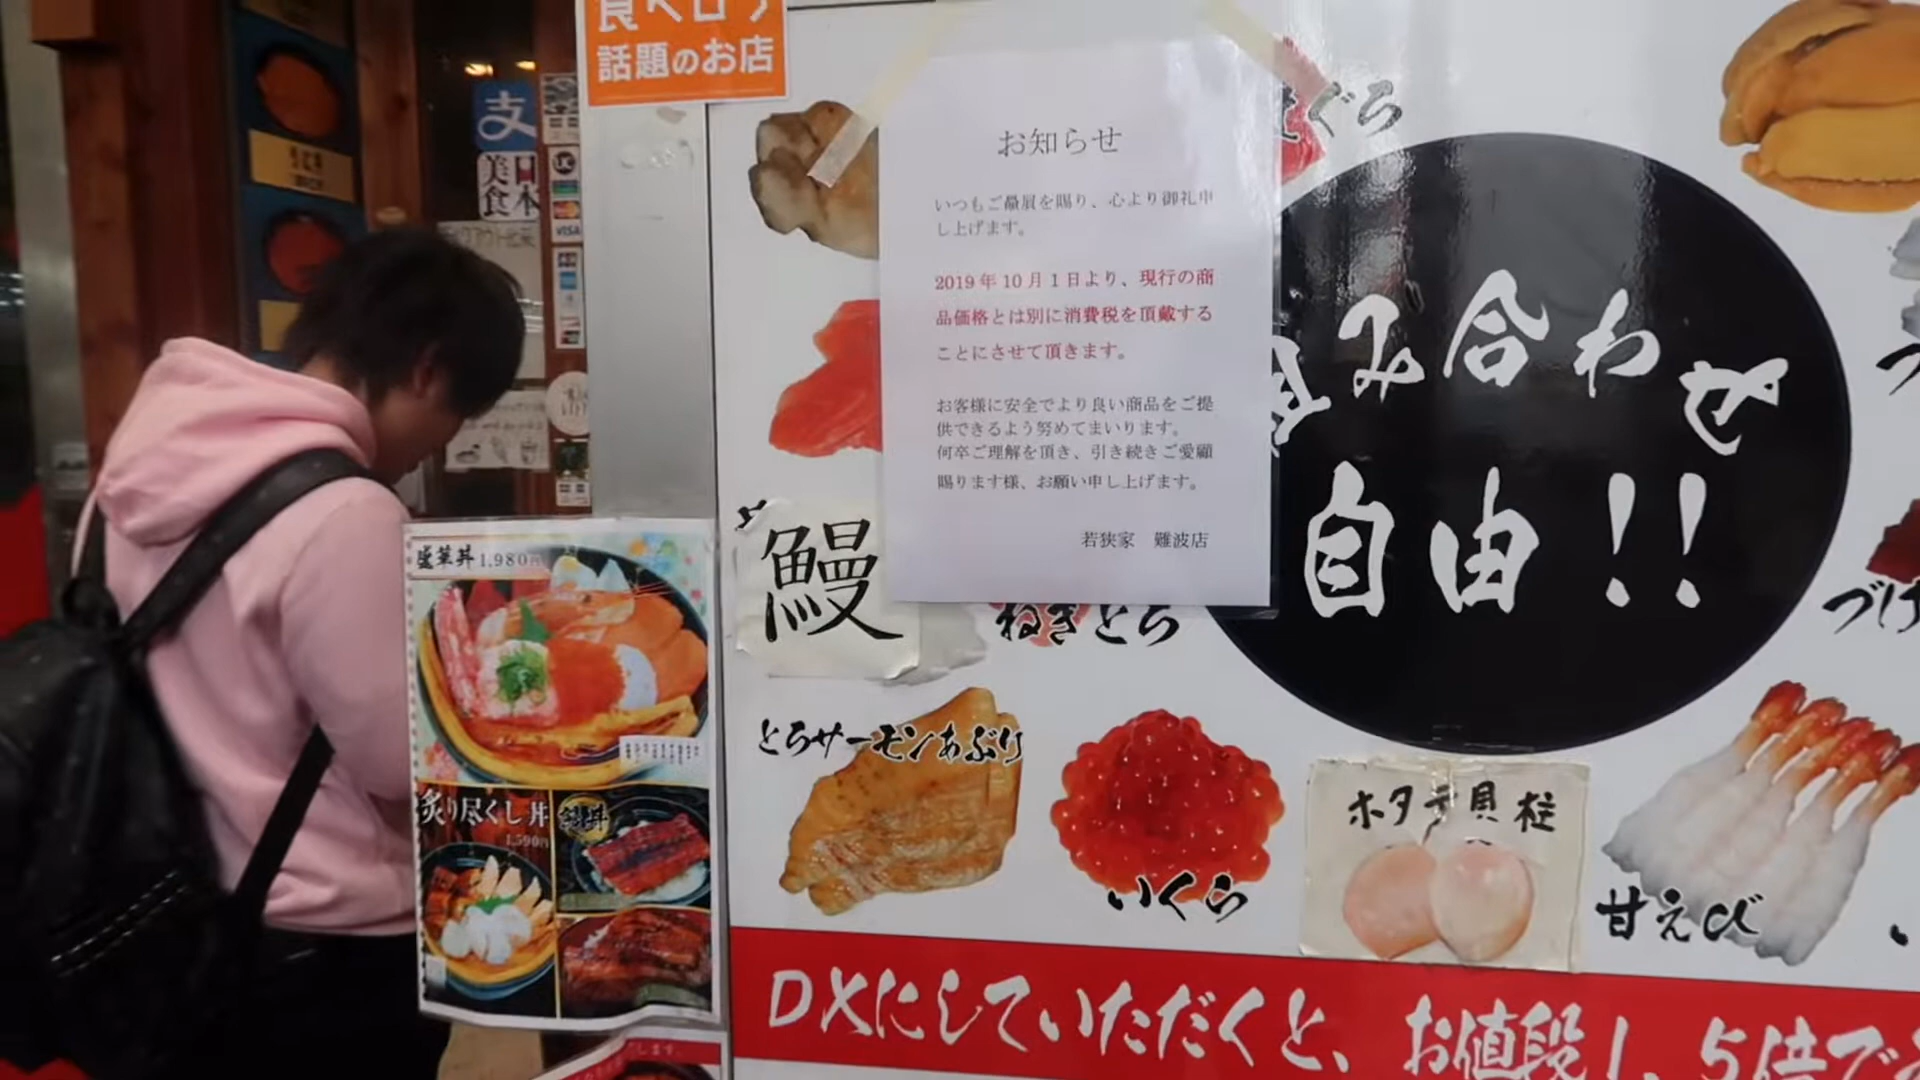 食べログ
話題のお店
支
美日
食本
UC
VISA
お知らせ
いつもご贔屓を賜り、心より御礼申
し上げます。
2019年10月1日より、現行の商
品価格とは別に消費税を頂戴する
ことにさせて頂きます。
お客様に安全でより良い商品をご提
供できるよう努めてまいります。
何卒ご理解を頂き、引き続きご愛顧
賜ります様、お願い申し上げます。
若狭家 難波店
まぐろ
み合わせ
自由!!
鰻
ねぎとろ
づけ
とろサーモンあぶり
いくら
ホタテ貝柱
甘えび
DXにしていただくと、お値段1.5倍で
盛華丼1,980円
炙り尽くし丼
1,590円
鰻丼